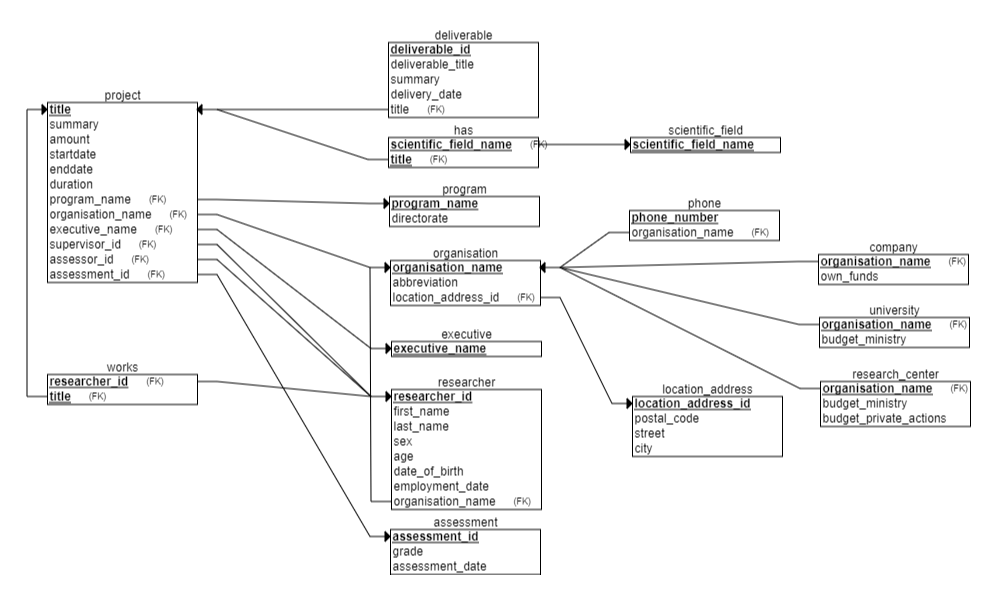 deliverable
deliverable_id
deliverable_title
summary
delivery_date
title (FK)
project
title
summary
amount
startdate
enddate
duration
program_name (FK)
organisation_name (FK)
executive_name (FK)
supervisor_id (FK)
assessor_id (FK)
assessment_id (FK)
has
scientific_field_name (FK)
title (FK)
scientific_field
scientific_field_name
program
program_name
directorate
phone
phone_number
organisation_name (FK)
organisation
organisation_name
abbreviation
location_address_id (FK)
company
organisation_name (FK)
own_funds
university
organisation_name (FK)
budget_ministry
executive
executive_name
works
researcher_id (FK)
title (FK)
researcher
researcher_id
first_name
last_name
sex
age
date_of_birth
employment_date
organisation_name (FK)
location_address
location_address_id
postal_code
street
city
research_center
organisation_name (FK)
budget_ministry
budget_private_actions
assessment
assessment_id
grade
assessment_date